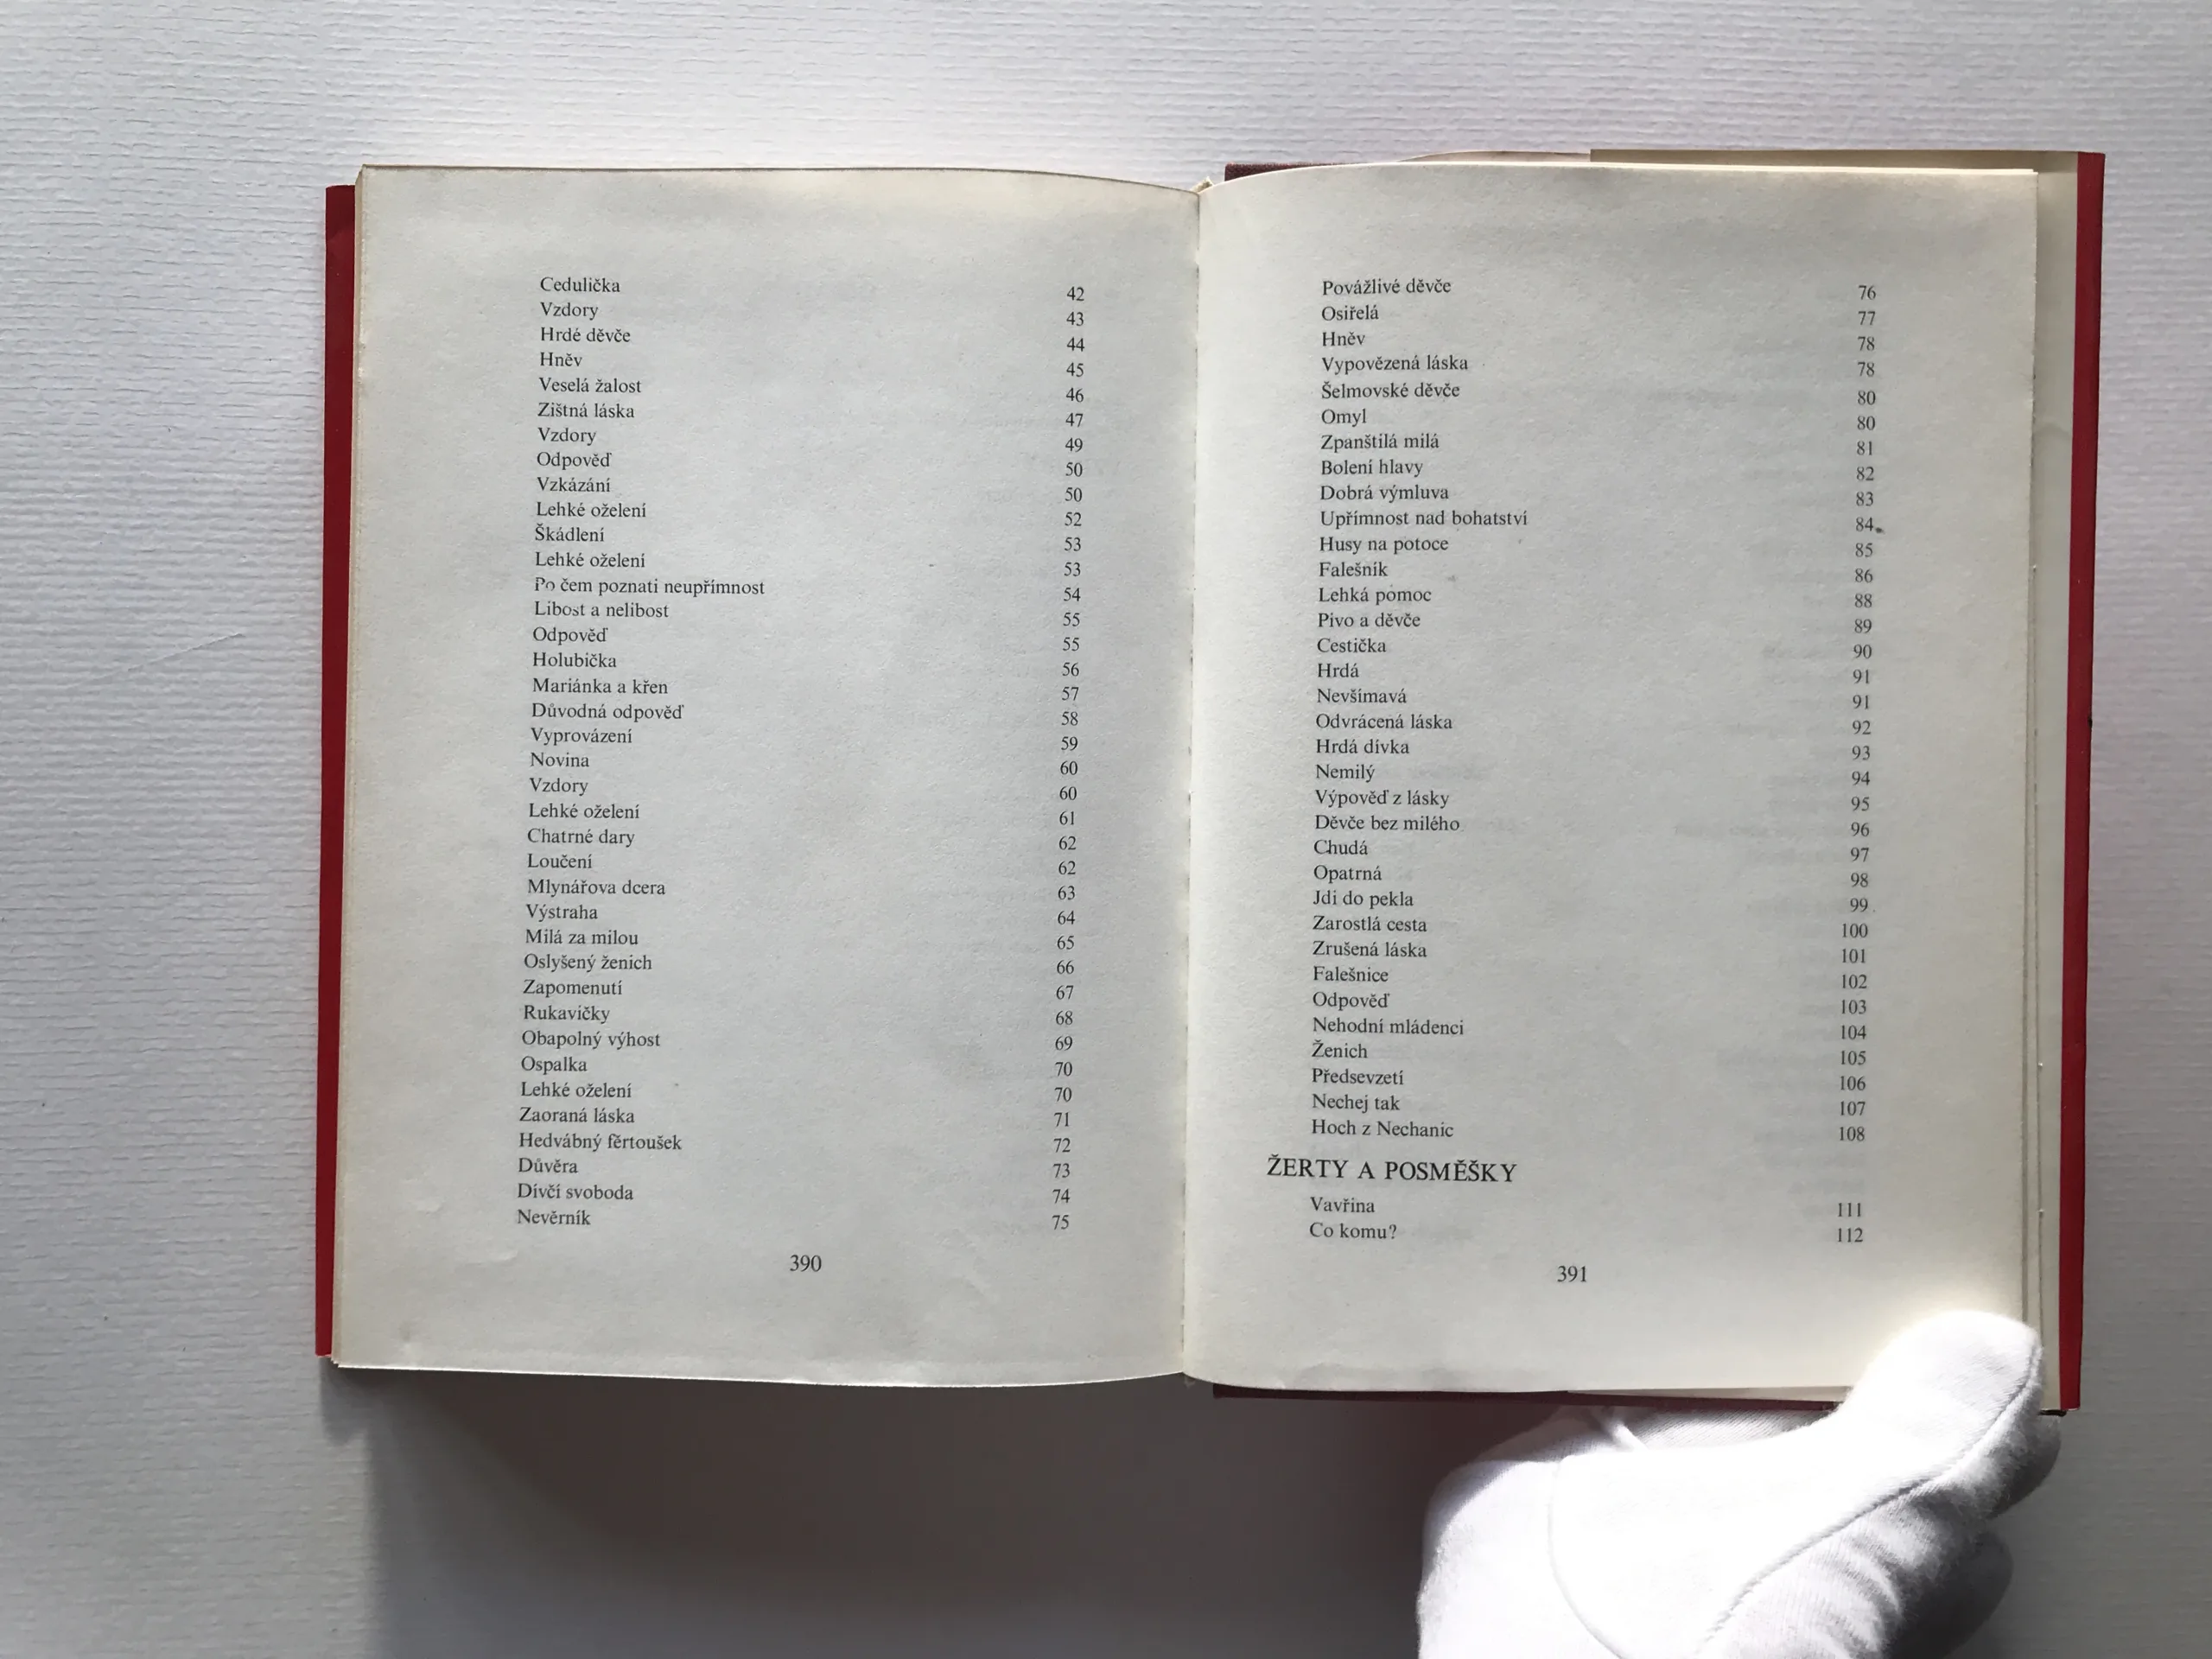 Cedulička 42
Vzdory 43
Hrdé děvče 44
Hněv 45
Veselá žalost 46
Zištná láska 47
Vzdory 49
Odpověď 50
Vzkázání 50
Lehké oželení 52
Škádlení 53
Lehké oželení 53
Po čem poznati neupřímnost 54
Libost a nelibost 55
Odpověď 55
Holubička 56
Mariánka a křen 57
Důvodná odpověď 58
Vyprovázení 59
Novina 60
Vzdory 60
Lehké oželení 61
Chatrné dary 62
Loučení 62
Mlynářova dcera 63
Výstraha 64
Milá za milou 65
Oslyšený ženich 66
Zapomenutí 67
Rukavičky 68
Obapolný výhost 69
Ospalka 70
Lehké oželení 70
Zaoraná láska 71
Hedvábný fěrtoušek 72
Důvěra 73
Dívčí svoboda 74
Nevěrník 75
390
Povážlivé děvče 76
Osiřelá 77
Hněv 78
Vypovězená láska 78
Šelmovské děvče 80
Omyl 80
Zpanštilá milá 81
Bolení hlavy 82
Dobrá výmluva 83
Upřímnost nad bohatství 84
Husy na potoce 85
Falešník 86
Lehká pomoc 88
Pivo a děvče 89
Cestička 90
Hrdá 91
Nevšímavá 91
Odvrácená láska 92
Hrdá dívka 93
Nemilý 94
Výpověď z lásky 95
Děvče bez milého 96
Chudá 97
Opatrná 98
Jdi do pekla 99
Zarostlá cesta 100
Zrušená láska 101
Falešnice 102
Odpověď 103
Nehodní mládenci 104
Ženich 105
Předsevzetí 106
Nechej tak 107
Hoch z Nechanic 108
ŽERTY A POSMĚŠKY
Vavřina 111
Co komu? 112
391